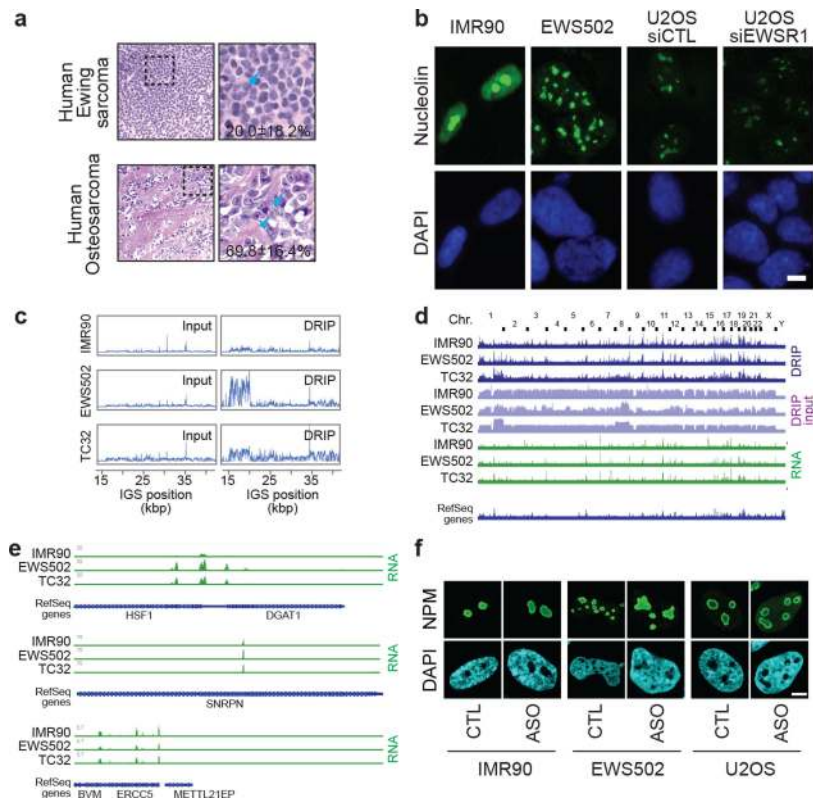 a
Human
Ewing
sarcoma
20.0±18.2%
Human
Osteosarcoma
69.8±16.4%
b
IMR90
EWS502
U2OS
siCTL
U2OS
siEWSR1
Nucleolin
DAPI
c
IMR90
Input
DRIP
EWS502
Input
DRIP
TC32
Input
DRIP
15 25 35
15 25 35
IGS position
(kbp)
IGS position
(kbp)
d
Chr.
1 3 4 5 7 9 11 13 15 17 19 21 X
2 6 8 10 12 14 16 18 20 22 Y
IMR90
EWS502
TC32
DRIP
IMR90
EWS502
TC32
DRIP
input
IMR90
EWS502
TC32
RNA
RefSeq
genes
e
IMR90
EWS502
TC32
RNA
RefSeq
genes
HSF1 DGAT1
IMR90
EWS502
TC32
RNA
RefSeq
genes
SNRPN
IMR90
EWS502
TC32
RNA
RefSeq
genes
BVM ERCC5 METTL21EP
f
NPM
DAPI
CTL
ASO
CTL
ASO
CTL
ASO
IMR90
EWS502
U2OS